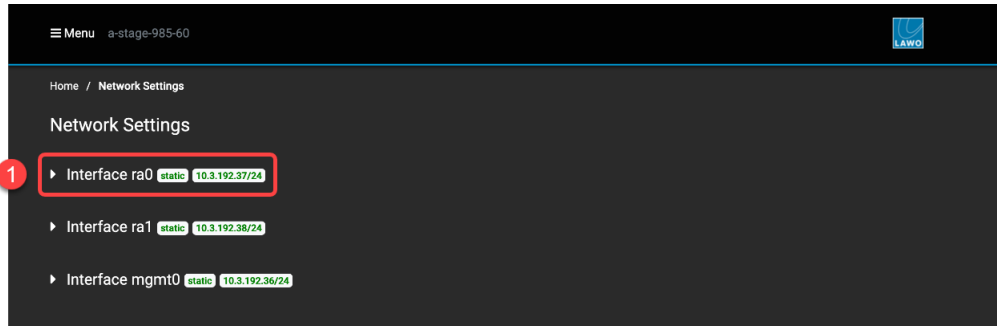 Menu a-stage-985-60
LAWO
Home / Network Settings
Network Settings
1
Interface ra0 static 10.3.192.37/24
Interface ra1 static 10.3.192.38/24
Interface mgmt0 static 10.3.192.36/24